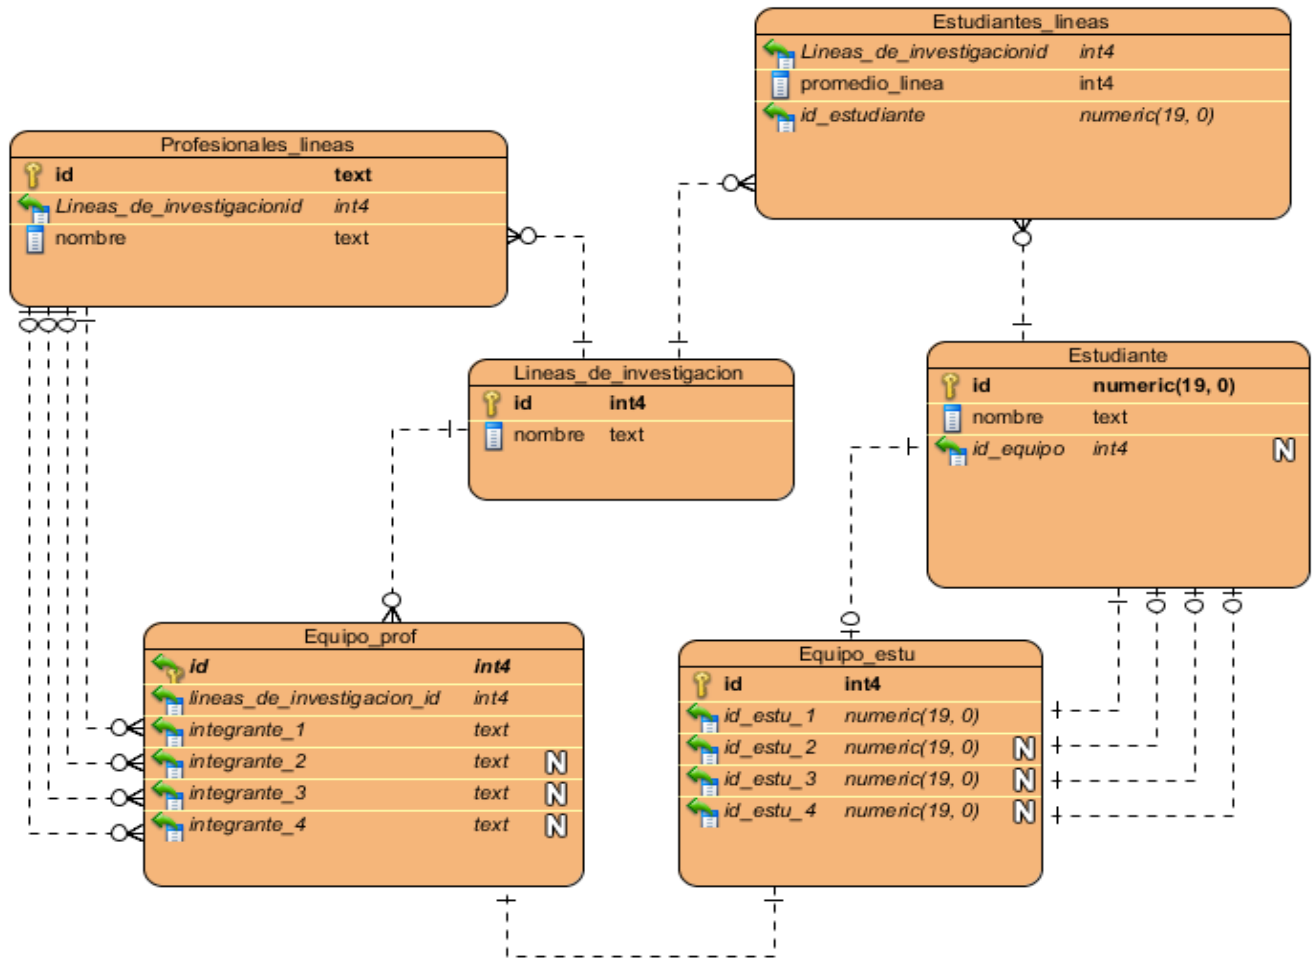 Estudiantes_lineas
Lineas_de_investigacionid int4
promedio_linea int4
id_estudiante numeric(19, 0)
Profesionales_lineas
id text
Lineas_de_investigacionid int4
nombre text
Lineas_de_investigacion
id int4
nombre text
Estudiante
id numeric(19, 0)
nombre text
id_equipo int4 N
Equipo_prof
id int4
lineas_de_investigacion_id int4
integrante_1 text
integrante_2 text N
integrante_3 text N
integrante_4 text N
Equipo_estu
id int4
id_estu_1 numeric(19, 0)
id_estu_2 numeric(19, 0) N
id_estu_3 numeric(19, 0) N
id_estu_4 numeric(19, 0) N